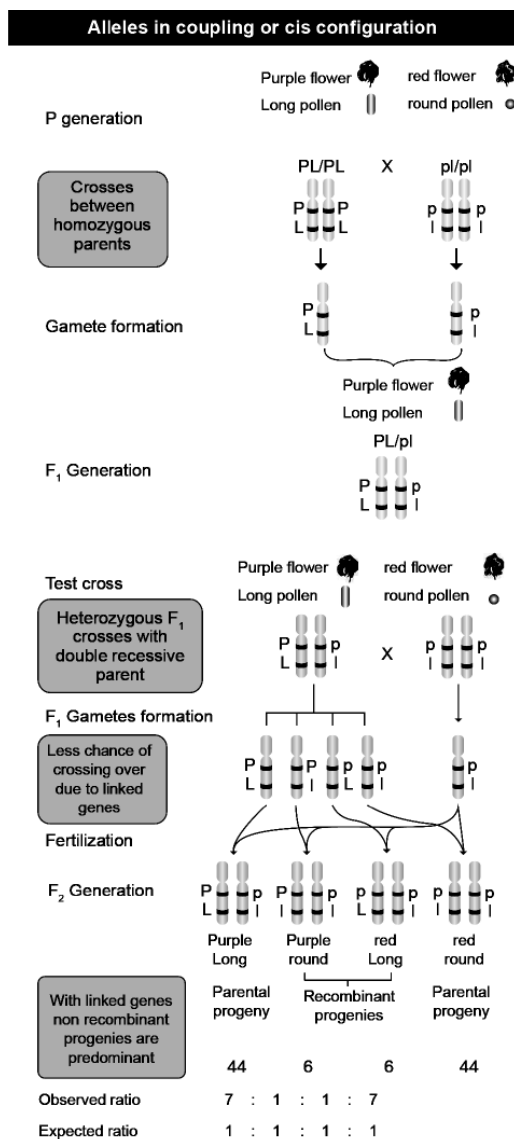 Alleles in coupling or cis configuration
Purple flower red flower
Long pollen round pollen
P generation
PL/PL X pl/pl
Crosses
between
homozygous
parents
P P p p
L L l l
Gamete formation
P p
L l
Purple flower
Long pollen
PL/pl
F₁ Generation
P p
L l
Purple flower red flower
Test cross
Long pollen round pollen
Heterozygous F₁
crosses with
double recessive
parent
P p X p p
L l l l
F₁ Gametes formation
Less chance of
crossing over
due to linked
genes
P P p p p
L l L l l
Fertilization
F₂ Generation
P p P p p p p p
L l l l L l l l
Purple Purple red red
Long round Long round
With linked genes
non recombinant
progenies are
predominant
Parental Recombinant Parental
progeny progenies progeny
44 6 6 44
Observed ratio 7 : 1 : 1 : 7
Expected ratio 1 : 1 : 1 : 1